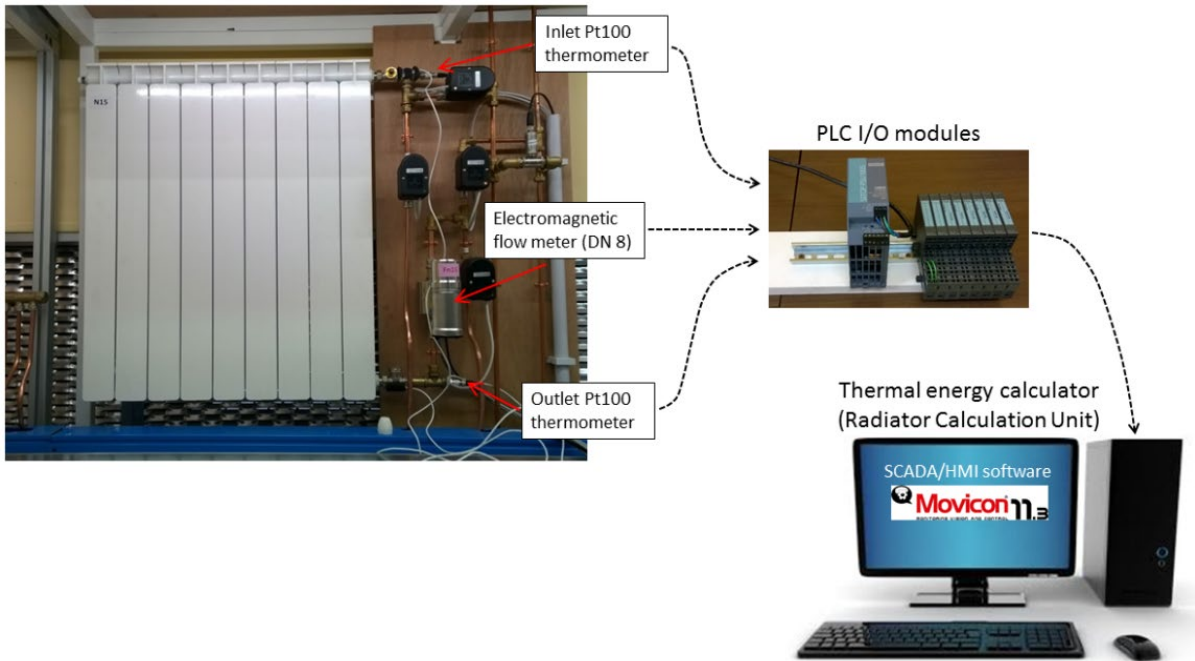 Inlet Pt100
thermometer
N15
PLC I/O modules
Electromagnetic
flow meter (DN 8)
Outlet Pt100
thermometer
Thermal energy calculator
(Radiator Calculation Unit)
SCADA/HMI software
Movicon 11.3